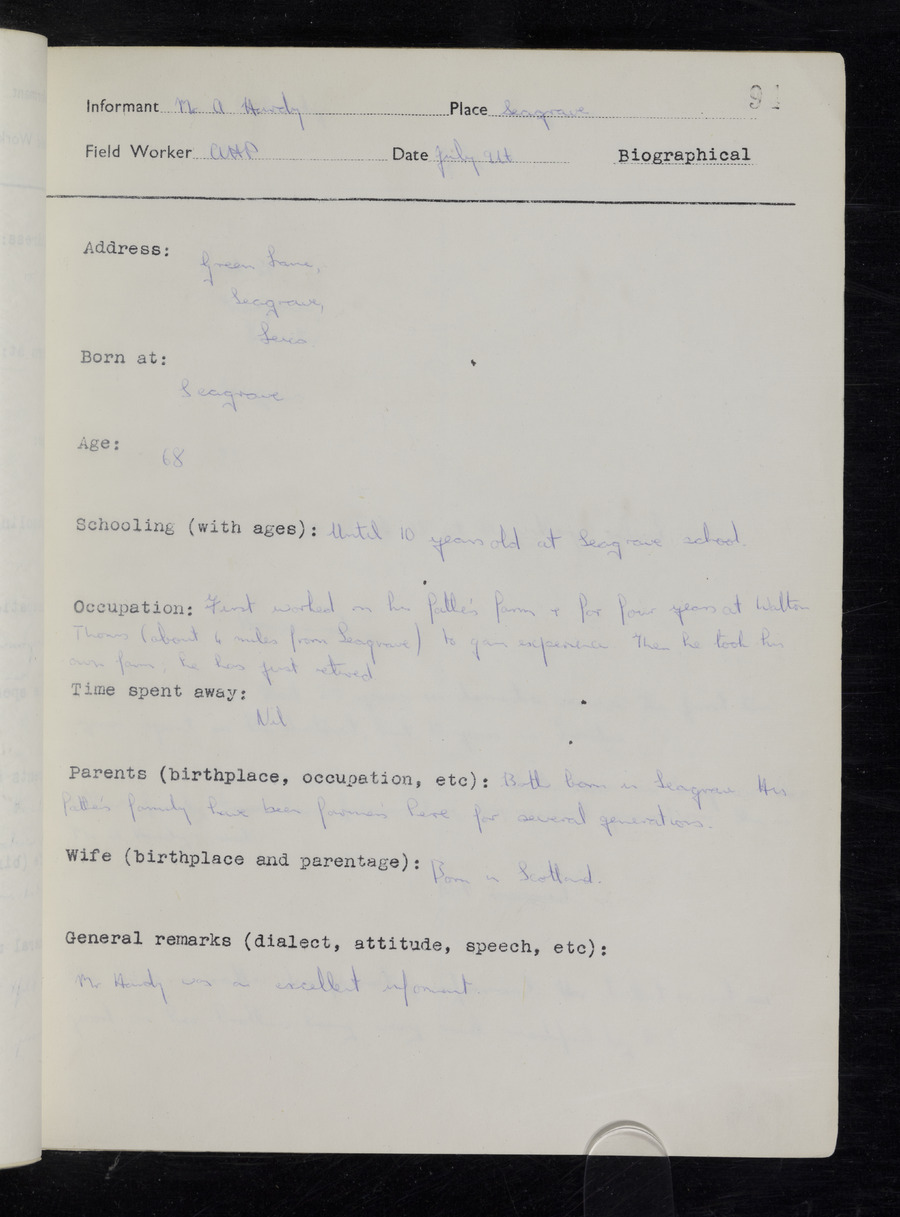 91
Informant Mr A Hardy Place Seagrave
Field Worker AHP Date July 9th Biographical
Address:
Green Lane,
Seagrave,
Leics
Born at:
Seagrave
Age:
68
Schooling (with ages): Until 10 years old at Seagrave school.
Occupation: First worked on his father's farm & for four years at Walton
Thorns (about 4 miles from Seagrave) to gain experience Then he took his
own farm; he has just retired
Time spent away:
Nil
Parents (birthplace, occupation, etc): Both born in Seagrave His
father's family have been farmers here for several generations.
Wife (birthplace and parentage): Born in Scotland.
General remarks (dialect, attitude, speech, etc):
Mr Hardy was an excellent informant.